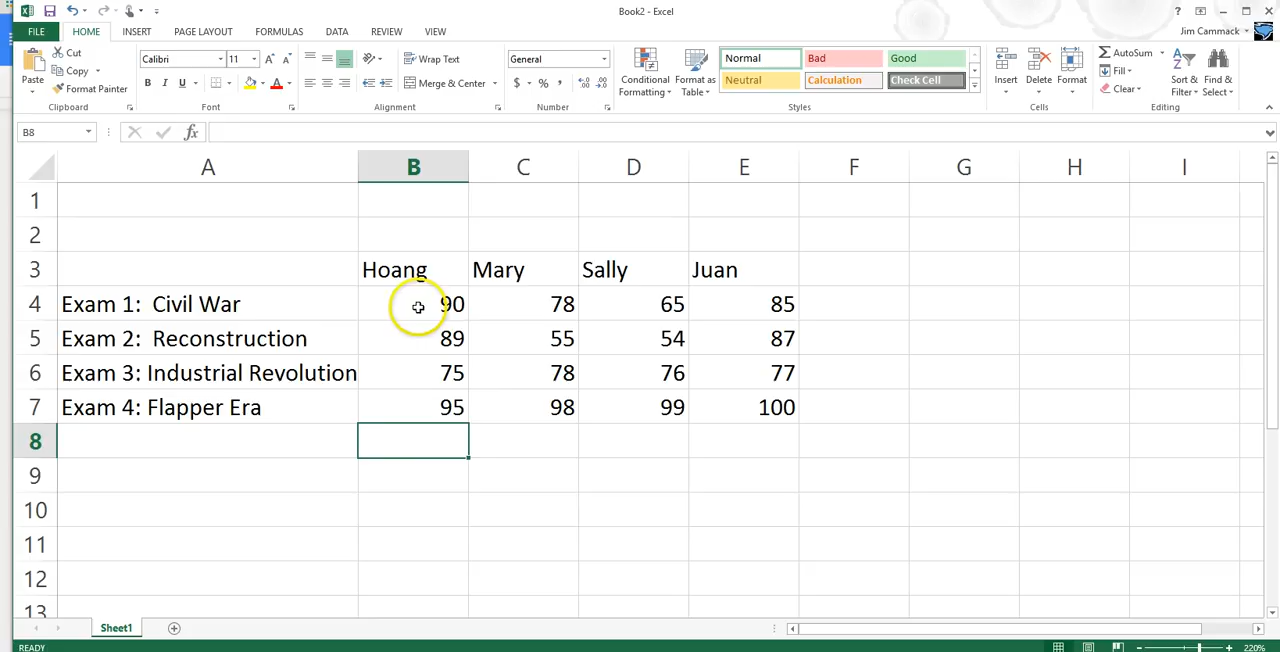 Book2 - Excel
?
FILE HOME INSERT PAGE LAYOUT FORMULAS DATA REVIEW VIEW Jim Cammack
Paste
Cut
Copy
Format Painter
Clipboard
Calibri 11 A A
B I U A
Font
Wrap Text
Merge & Center
Alignment
General
$ % ,
Number
Conditional Formatting
Format as Table
Normal Bad Good
Neutral Calculation Check Cell
Styles
Insert Delete Format
Cells
AutoSum
Fill
Clear
Sort & Filter
Find & Select
Editing
B8 fx
A B C D E F G H I
1
2
3 Hoang Mary Sally Juan
4 Exam 1: Civil War 90 78 65 85
5 Exam 2: Reconstruction 89 55 54 87
6 Exam 3: Industrial Revolution 75 78 76 77
7 Exam 4: Flapper Era 95 98 99 100
8
9
10
11
12
13
Sheet1
READY 220%